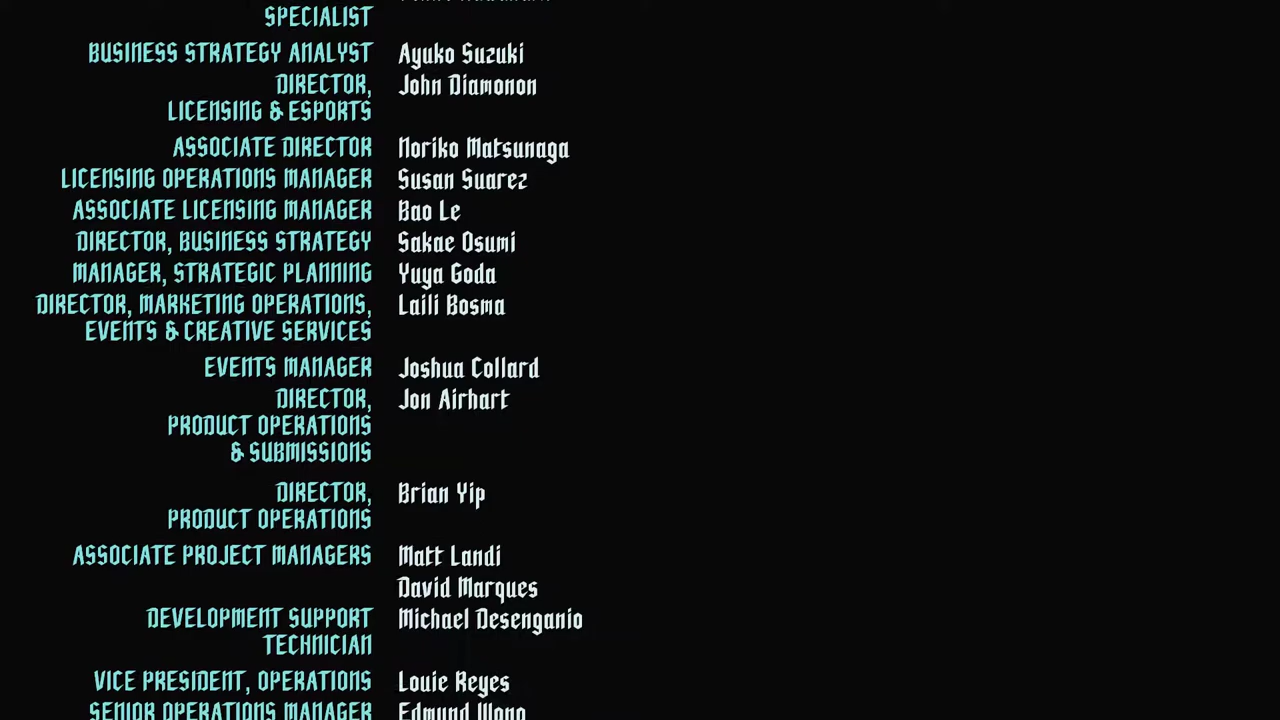 SPECIALIST
BUSINESS STRATEGY ANALYST Ayuko Suzuki
DIRECTOR, John Diamonon
LICENSING & ESPORTS
ASSOCIATE DIRECTOR Noriko Matsunaga
LICENSING OPERATIONS MANAGER Susan Suarez
ASSOCIATE LICENSING MANAGER Bao Le
DIRECTOR, BUSINESS STRATEGY Sakae Osumi
MANAGER, STRATEGIC PLANNING Yuya Goda
DIRECTOR, MARKETING OPERATIONS, Laili Bosma
EVENTS & CREATIVE SERVICES
EVENTS MANAGER Joshua Collard
DIRECTOR, Jon Airhart
PRODUCT OPERATIONS
& SUBMISSIONS
DIRECTOR, Brian Yip
PRODUCT OPERATIONS
ASSOCIATE PROJECT MANAGERS Matt Landi
David Marques
DEVELOPMENT SUPPORT Michael Desenganio
TECHNICIAN
VICE PRESIDENT, OPERATIONS Louie Reyes
SENIOR OPERATIONS MANAGER Edmund Wong